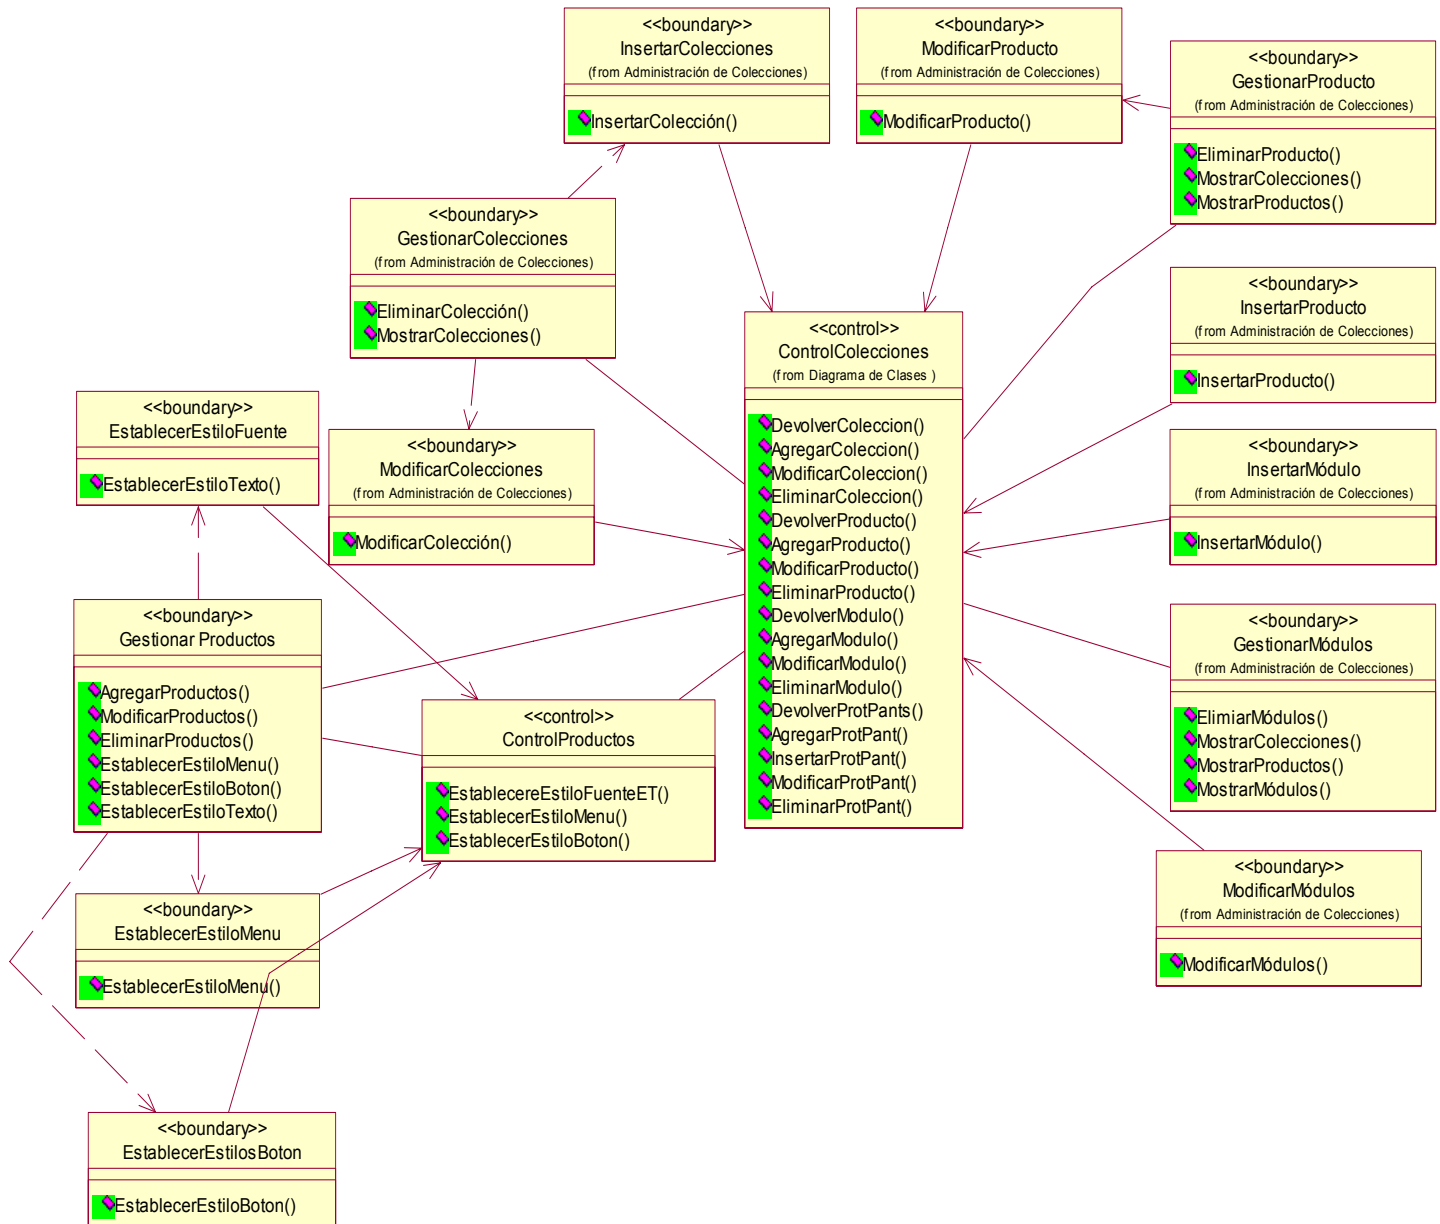 <<boundary>>
InsertarColecciones
(from Administración de Colecciones)
InsertarColección()
<<boundary>>
ModificarProducto
(from Administración de Colecciones)
ModificarProducto()
<<boundary>>
GestionarProducto
(from Administración de Colecciones)
EliminarProducto()
MostrarColecciones()
MostrarProductos()
<<boundary>>
GestionarColecciones
(from Administración de Colecciones)
EliminarColección()
MostrarColecciones()
<<boundary>>
InsertarProducto
(from Administración de Colecciones)
InsertarProducto()
<<control>>
ControlColecciones
(from Diagrama de Clases )
DevolverColeccion()
AgregarColeccion()
ModificarColeccion()
EliminarColeccion()
DevolverProducto()
AgregarProducto()
ModificarProducto()
EliminarProducto()
DevolverModulo()
AgregarModulo()
ModificarModulo()
EliminarModulo()
DevolverProtPants()
AgregarProtPant()
InsertarProtPant()
ModificarProtPant()
EliminarProtPant()
<<boundary>>
EstablecerEstiloFuente
EstablecerEstiloTexto()
<<boundary>>
ModificarColecciones
(from Administración de Colecciones)
ModificarColección()
<<boundary>>
InsertarMódulo
(from Administración de Colecciones)
InsertarMódulo()
<<boundary>>
Gestionar Productos
AgregarProductos()
ModificarProductos()
EliminarProductos()
EstablecerEstiloMenu()
EstablecerEstiloBoton()
EstablecerEstiloTexto()
<<boundary>>
GestionarMódulos
(from Administración de Colecciones)
ElimiarMódulos()
MostrarColecciones()
MostrarProductos()
MostrarMódulos()
<<control>>
ControlProductos
EstablecereEstiloFuenteET()
EstablecerEstiloMenu()
EstablecerEstiloBoton()
<<boundary>>
ModificarMódulos
(from Administración de Colecciones)
ModificarMódulos()
<<boundary>>
EstablecerEstiloMenu
EstablecerEstiloMenu()
<<boundary>>
EstablecerEstilosBoton
EstablecerEstiloBoton()